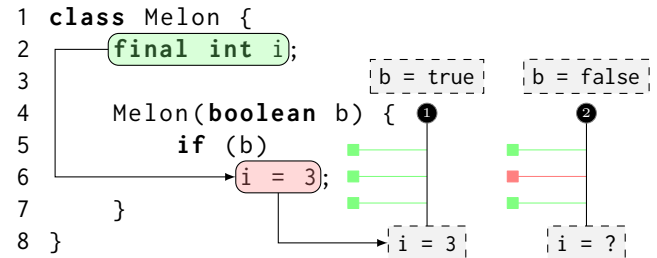 1 class Melon {
2 final int i;
3
b = true
b = false
4 Melon(boolean b) {
1
2
5 if (b)
6 i = 3;
7 }
8 }
i = 3
i = ?